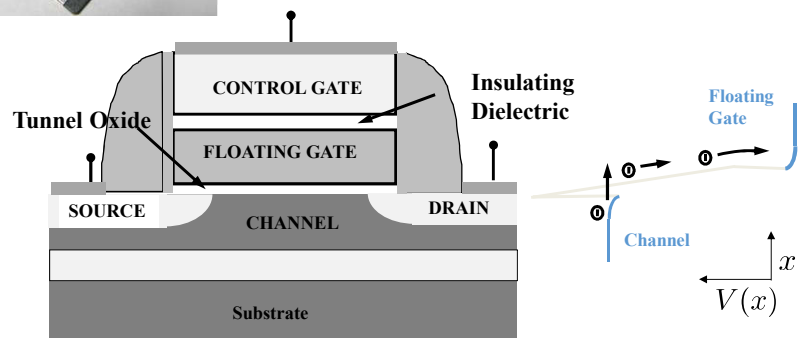 CONTROL GATE
Insulating
Dielectric
Tunnel Oxide
FLOATING GATE
SOURCE
CHANNEL
DRAIN
Substrate
Floating
Gate
Channel
x
V(x)